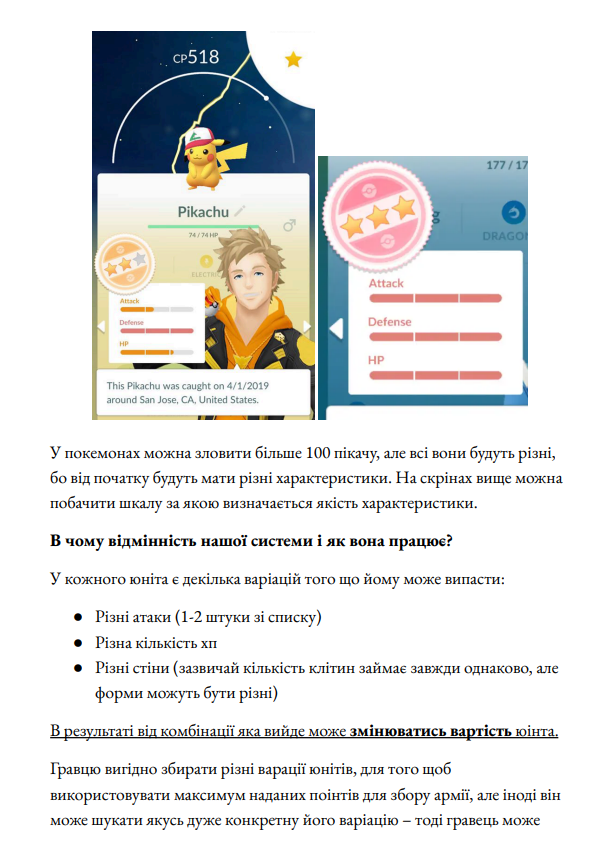 CP518
Pikachu
74 / 74 HP
ELECTRIC
Attack
Defense
HP
This Pikachu was caught on 4/1/2019
around San Jose, CA, United States.
177 / 17
g
DRAGON
Attack
Defense
HP
У покемонах можна зловити більше 100 пікачу, але всі вони будуть різні,
бо від початку будуть мати різні характеристики. На скрінах вище можна
побачити шкалу за якою визначається якість характеристики.
В чому відмінність нашої системи і як вона працює?
У кожного юніта є декілька варіацій того що йому може випасти:
● Різні атаки (1-2 штуки зі списку)
● Різна кількість хп
● Різні стіни (зазвичай кількість клітин займає завжди однаково, але
форми можуть бути різні)
В результаті від комбінації яка вийде може змінюватись вартість юінта.
Гравцю вигідно збирати різні варації юнітів, для того щоб
використовувати максимум наданих поінтів для збору армії, але іноді він
може шукати якусь дуже конкретну його варіацію – тоді гравець може